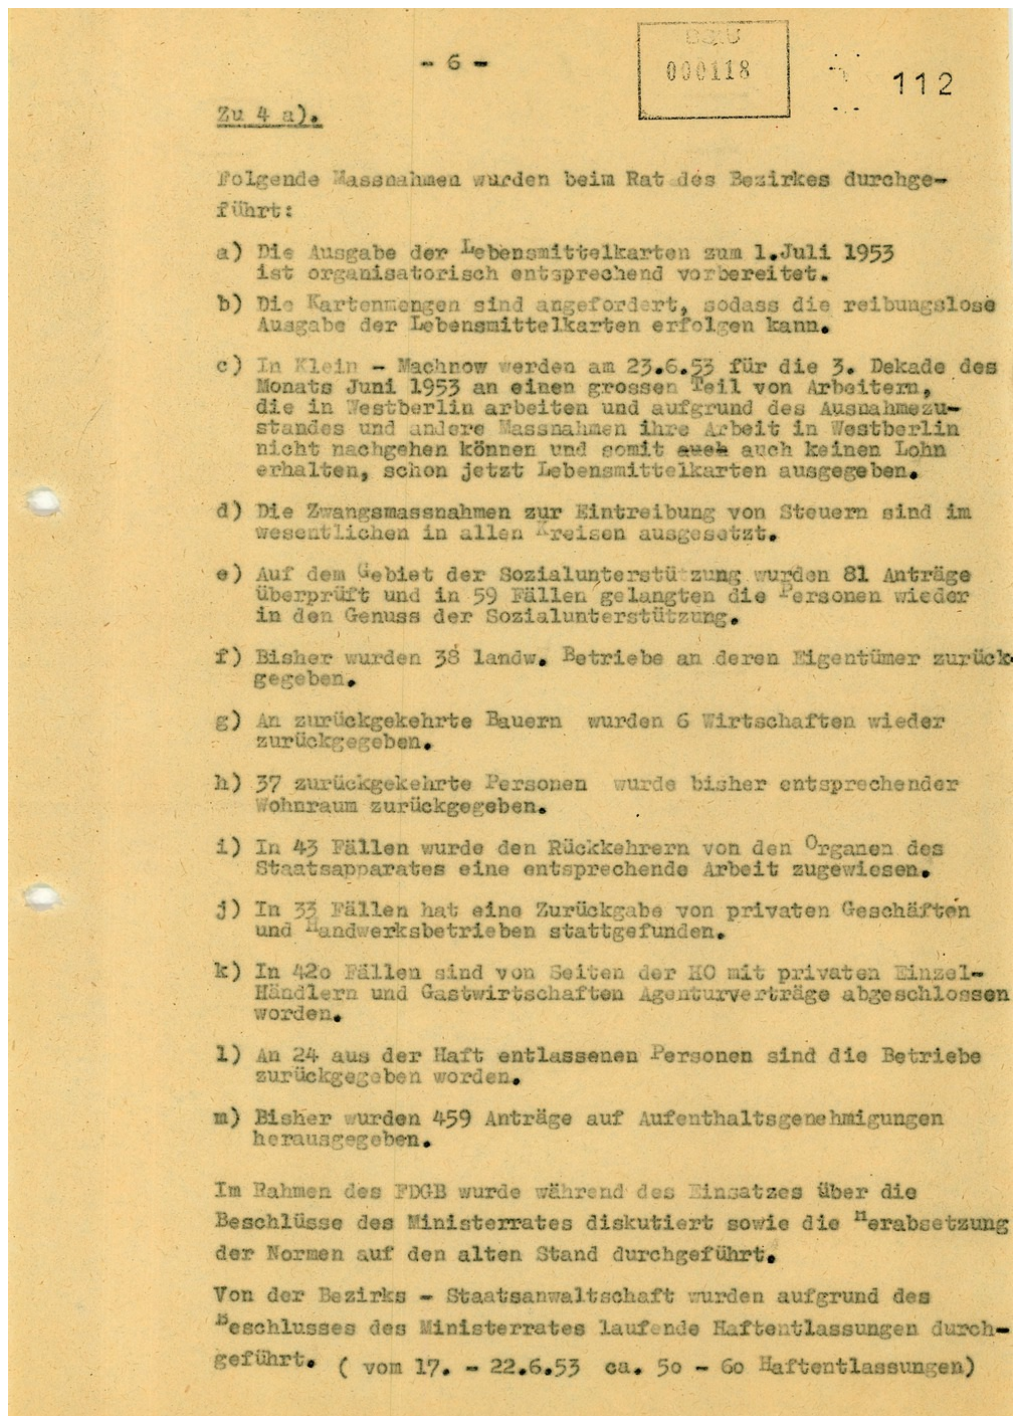 - 6 -
BStU
000118
112
Zu 4 a).
Folgende Massnahmen wurden beim Rat des Bezirkes durchge-
führt:
a) Die Ausgabe der Lebensmittelkarten zum 1.Juli 1953
ist organisatorisch entsprechend vorbereitet.
b) Die Kartenmengen sind angefordert, sodass die reibungslose
Ausgabe der Lebensmittelkarten erfolgen kann.
c) In Klein - Machnow werden am 23.6.53 für die 3. Dekade des
Monats Juni 1953 an einen grossen Teil von Arbeitern,
die in Westberlin arbeiten und aufgrund des Ausnahmezu-
standes und andere Massnahmen ihre Arbeit in Westberlin
nicht nachgehen können und somit auch auch keinen Lohn
erhalten, schon jetzt Lebensmittelkarten ausgegeben.
d) Die Zwangsmassnahmen zur Eintreibung von Steuern sind im
wesentlichen in allen Kreisen ausgesetzt.
e) Auf dem Gebiet der Sozialunterstützung wurden 81 Anträge
überprüft und in 59 Fällen gelangten die Personen wieder
in den Genuss der Sozialunterstützung.
f) Bisher wurden 38 landw. Betriebe an deren Eigentümer zurück-
gegeben.
g) An zurückgekehrte Bauern wurden 6 Wirtschaften wieder
zurückgegeben.
h) 37 zurückgekehrte Personen wurde bisher entsprechender
Wohnraum zurückgegeben.
i) In 43 Fällen wurde den Rückkehrern von den Organen des
Staatsapparates eine entsprechende Arbeit zugewiesen.
j) In 33 Fällen hat eine Zurückgabe von privaten Geschäften
und Handwerksbetrieben stattgefunden.
k) In 42o Fällen sind von Seiten der HO mit privaten Einzel-
Händlern und Gastwirtschaften Agenturverträge abgeschlossen
worden.
l) An 24 aus der Haft entlassenen Personen sind die Betriebe
zurückgegeben worden.
m) Bisher wurden 459 Anträge auf Aufenthaltsgenehmigungen
herausgegeben.
Im Rahmen des FDGB wurde während des Einsatzes über die
Beschlüsse des Ministerrates diskutiert sowie die Herabsetzung
der Normen auf den alten Stand durchgeführt.
Von der Bezirks - Staatsanwaltschaft wurden aufgrund des
Beschlusses des Ministerrates laufende Haftentlassungen durch-
geführt. ( vom 17. - 22.6.53 ca. 5o - 6o Haftentlassungen)